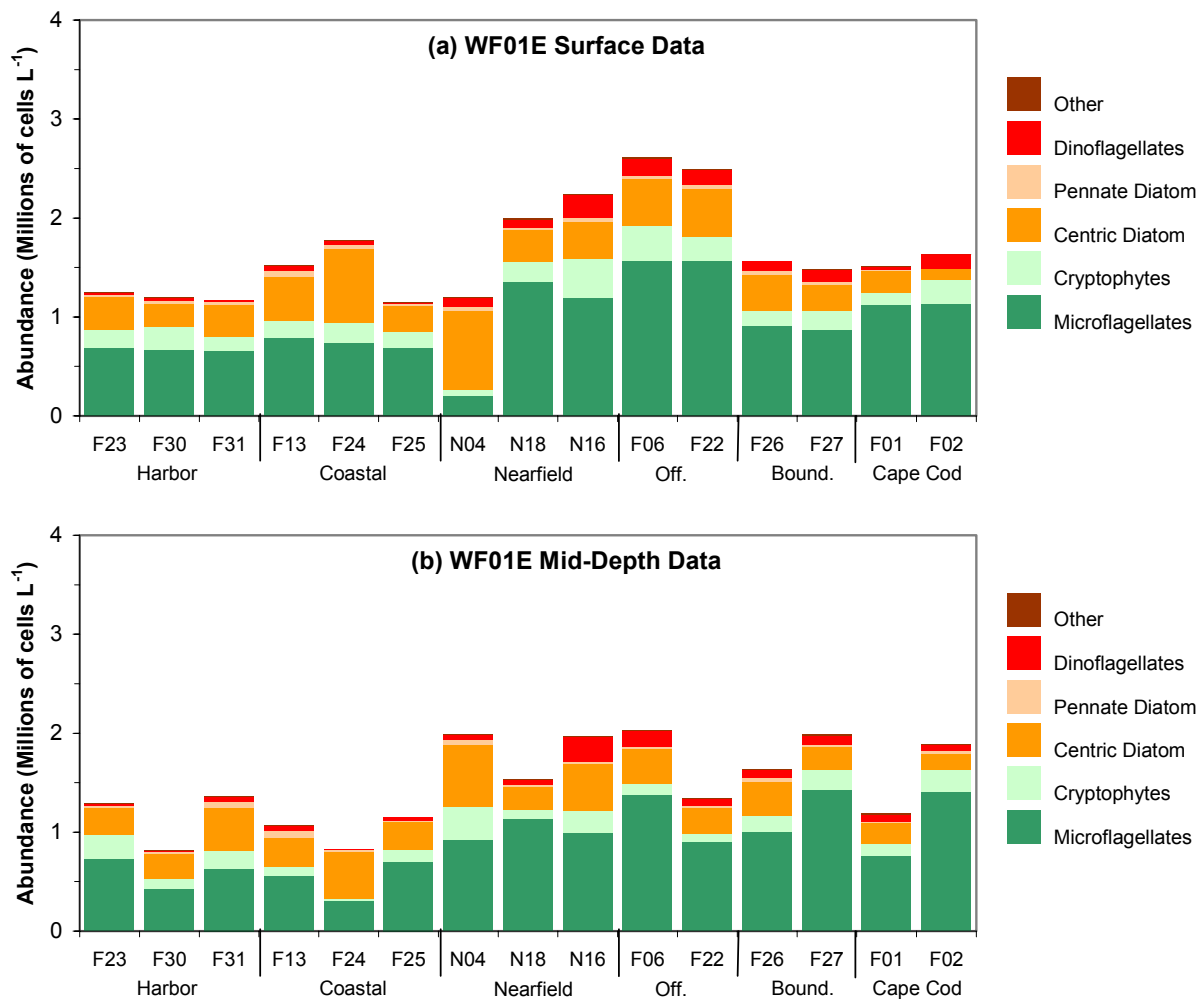 (a) WF01E Surface Data
Abundance (Millions of cells L⁻¹)
4
3
2
1
0
F23 F30 F31 F13 F24 F25 N04 N18 N16 F06 F22 F26 F27 F01 F02
Harbor Coastal Nearfield Off. Bound. Cape Cod
Other
Dinoflagellates
Pennate Diatom
Centric Diatom
Cryptophytes
Microflagellates
(b) WF01E Mid-Depth Data
Abundance (Millions of cells L⁻¹)
4
3
2
1
0
F23 F30 F31 F13 F24 F25 N04 N18 N16 F06 F22 F26 F27 F01 F02
Harbor Coastal Nearfield Off. Bound. Cape Cod
Other
Dinoflagellates
Pennate Diatom
Centric Diatom
Cryptophytes
Microflagellates